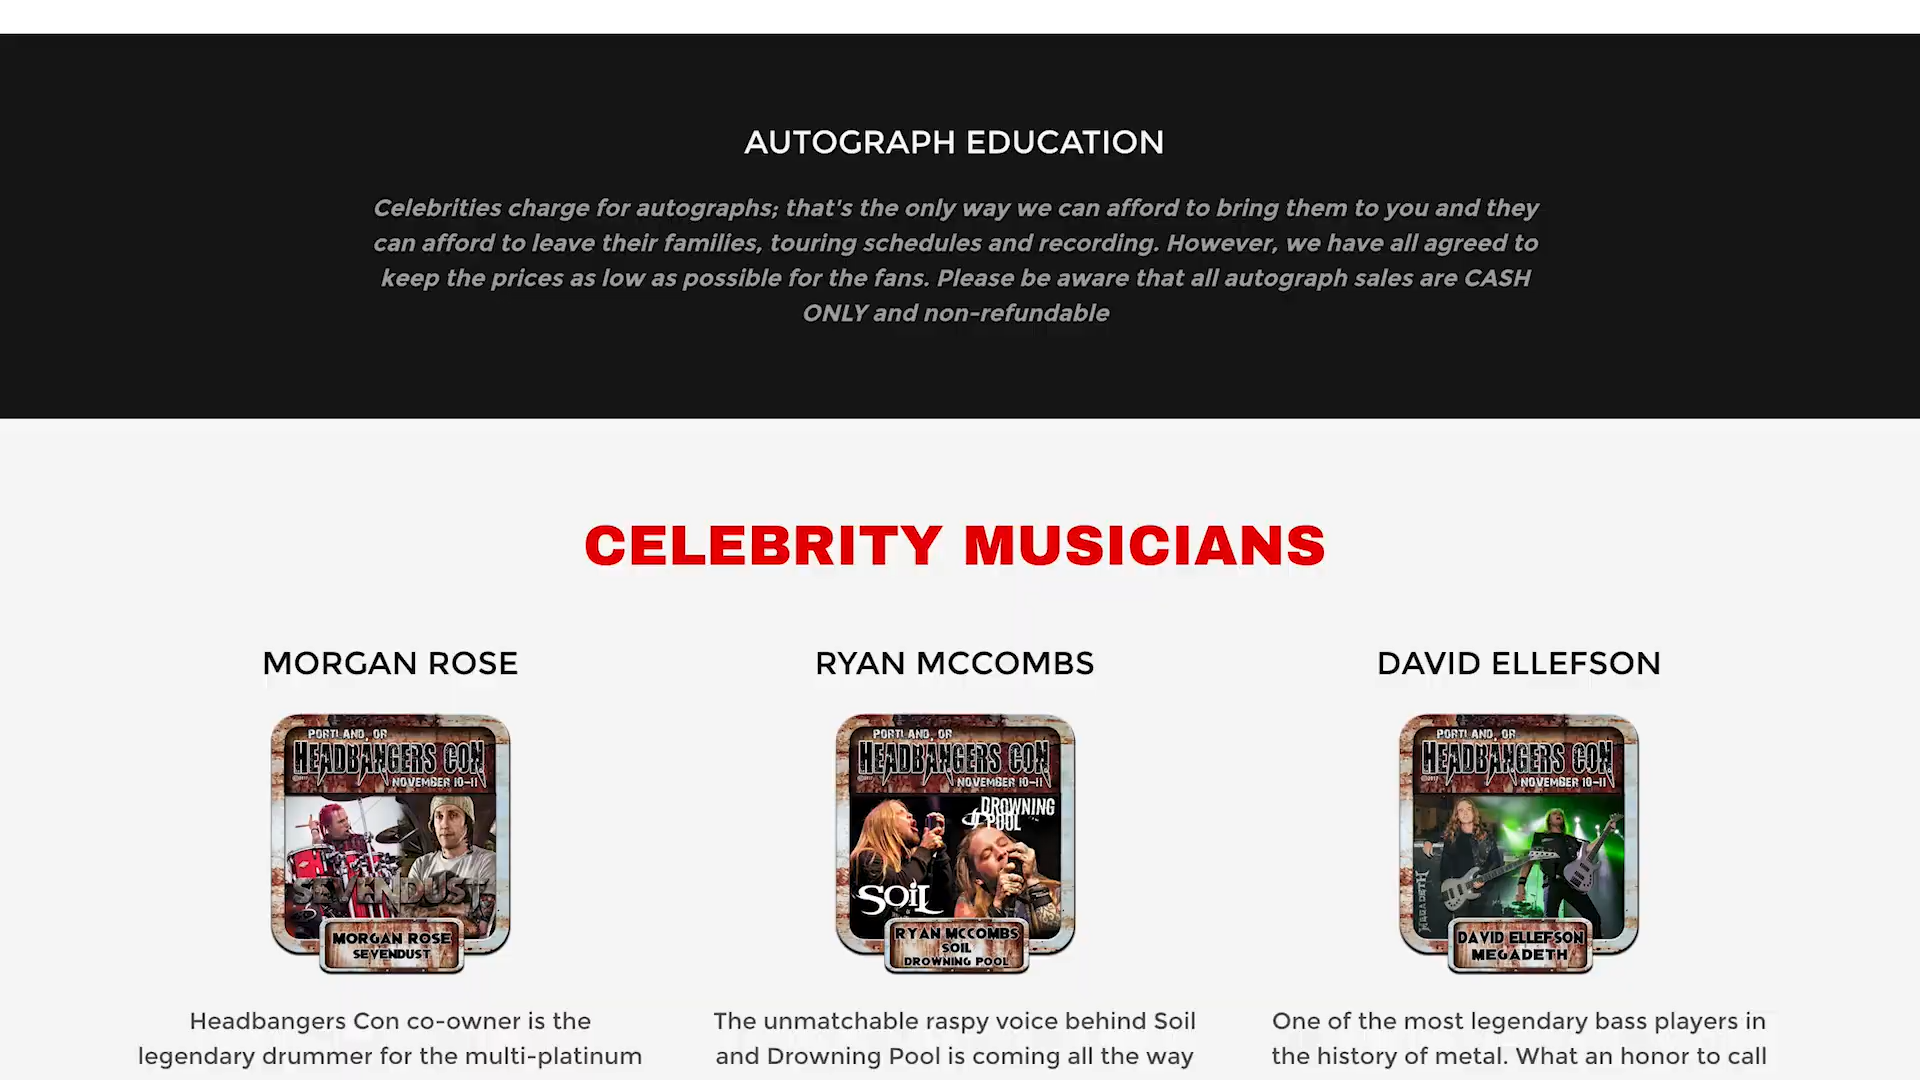 AUTOGRAPH EDUCATION
Celebrities charge for autographs; that's the only way we can afford to bring them to you and they
can afford to leave their families, touring schedules and recording. However, we have all agreed to
keep the prices as low as possible for the fans. Please be aware that all autograph sales are CASH
ONLY and non-refundable
CELEBRITY MUSICIANS
MORGAN ROSE
RYAN MCCOMBS
DAVID ELLEFSON
PORTLAND, OR
HEADBANGERS CON
NOVEMBER 10-11
SEVENDUST
MORGAN ROSE
SEVENDUST
PORTLAND, OR
HEADBANGERS CON
NOVEMBER 10-11
DROWNING
POOL
SOiL
RYAN MCCOMBS
SOIL
DROWNING POOL
PORTLAND, OR
HEADBANGERS CON
NOVEMBER 10-11
MEGADETH
DAVID ELLEFSON
MEGADETH
Headbangers Con co-owner is the
legendary drummer for the multi-platinum
The unmatchable raspy voice behind Soil
and Drowning Pool is coming all the way
One of the most legendary bass players in
the history of metal. What an honor to call